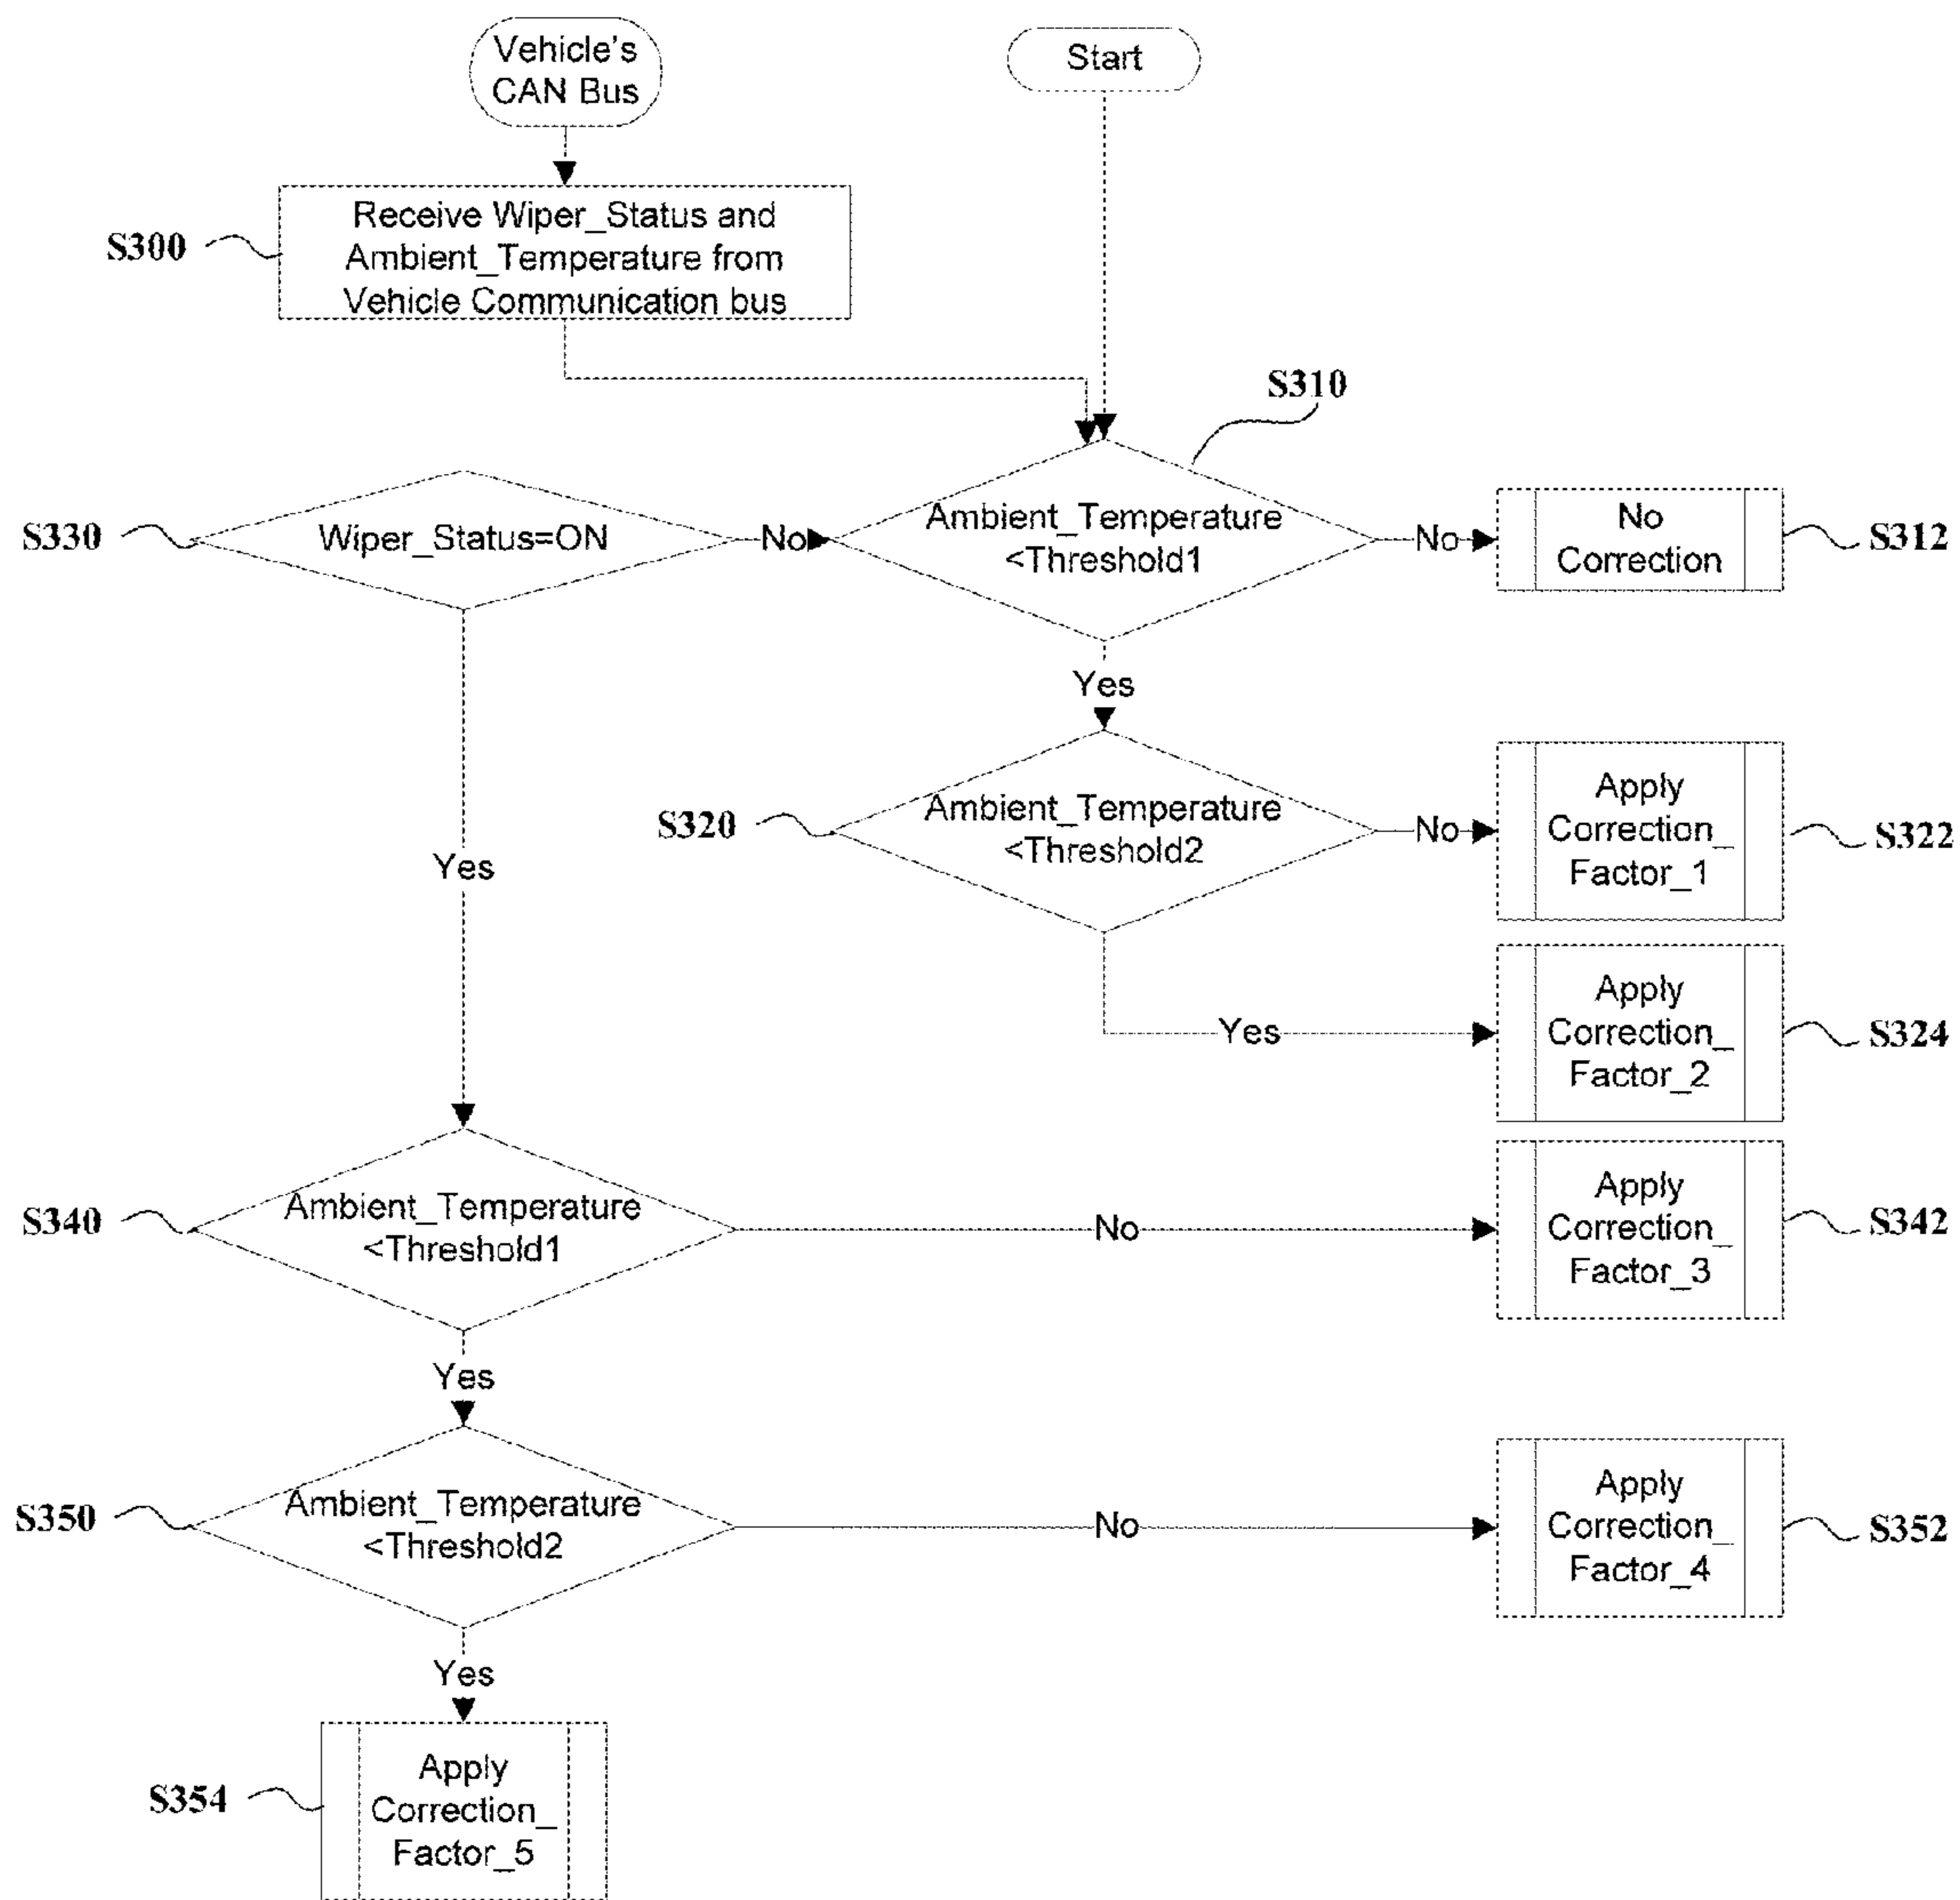 Vehicle's
CAN Bus
Start
Receive Wiper_Status and
Ambient_Temperature from
Vehicle Communication bus
S300
S310
S330
Wiper_Status=ON
No
Ambient_Temperature
<Threshold1
No
No
Correction
S312
Yes
S320
Ambient_Temperature
<Threshold2
No
Apply
Correction_
Factor_1
S322
Yes
Yes
Apply
Correction_
Factor_2
S324
S340
Ambient_Temperature
<Threshold1
No
Apply
Correction_
Factor_3
S342
Yes
S350
Ambient_Temperature
<Threshold2
No
Apply
Correction_
Factor_4
S352
Yes
S354
Apply
Correction_
Factor_5